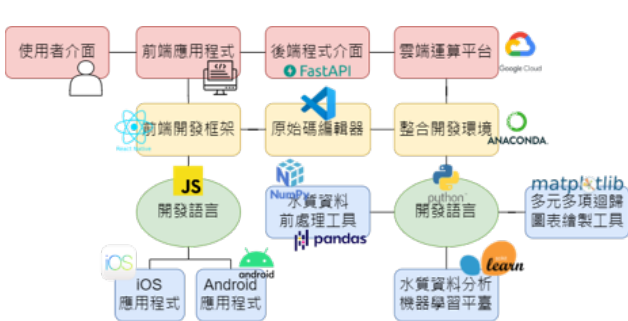 使用者介面
前端應用程式
後端程式介面
FastAPI
雲端運算平台
Google Cloud
前端開發框架
React Native
原始碼編輯器
整合開發環境
ANACONDA.
JS
開發語言
NumPy
水質資料
前處理工具
pandas
python
開發語言
matplotlib
多元多項迴歸
圖表繪製工具
iOS
iOS
應用程式
android
Android
應用程式
learn
水質資料分析
機器學習平臺